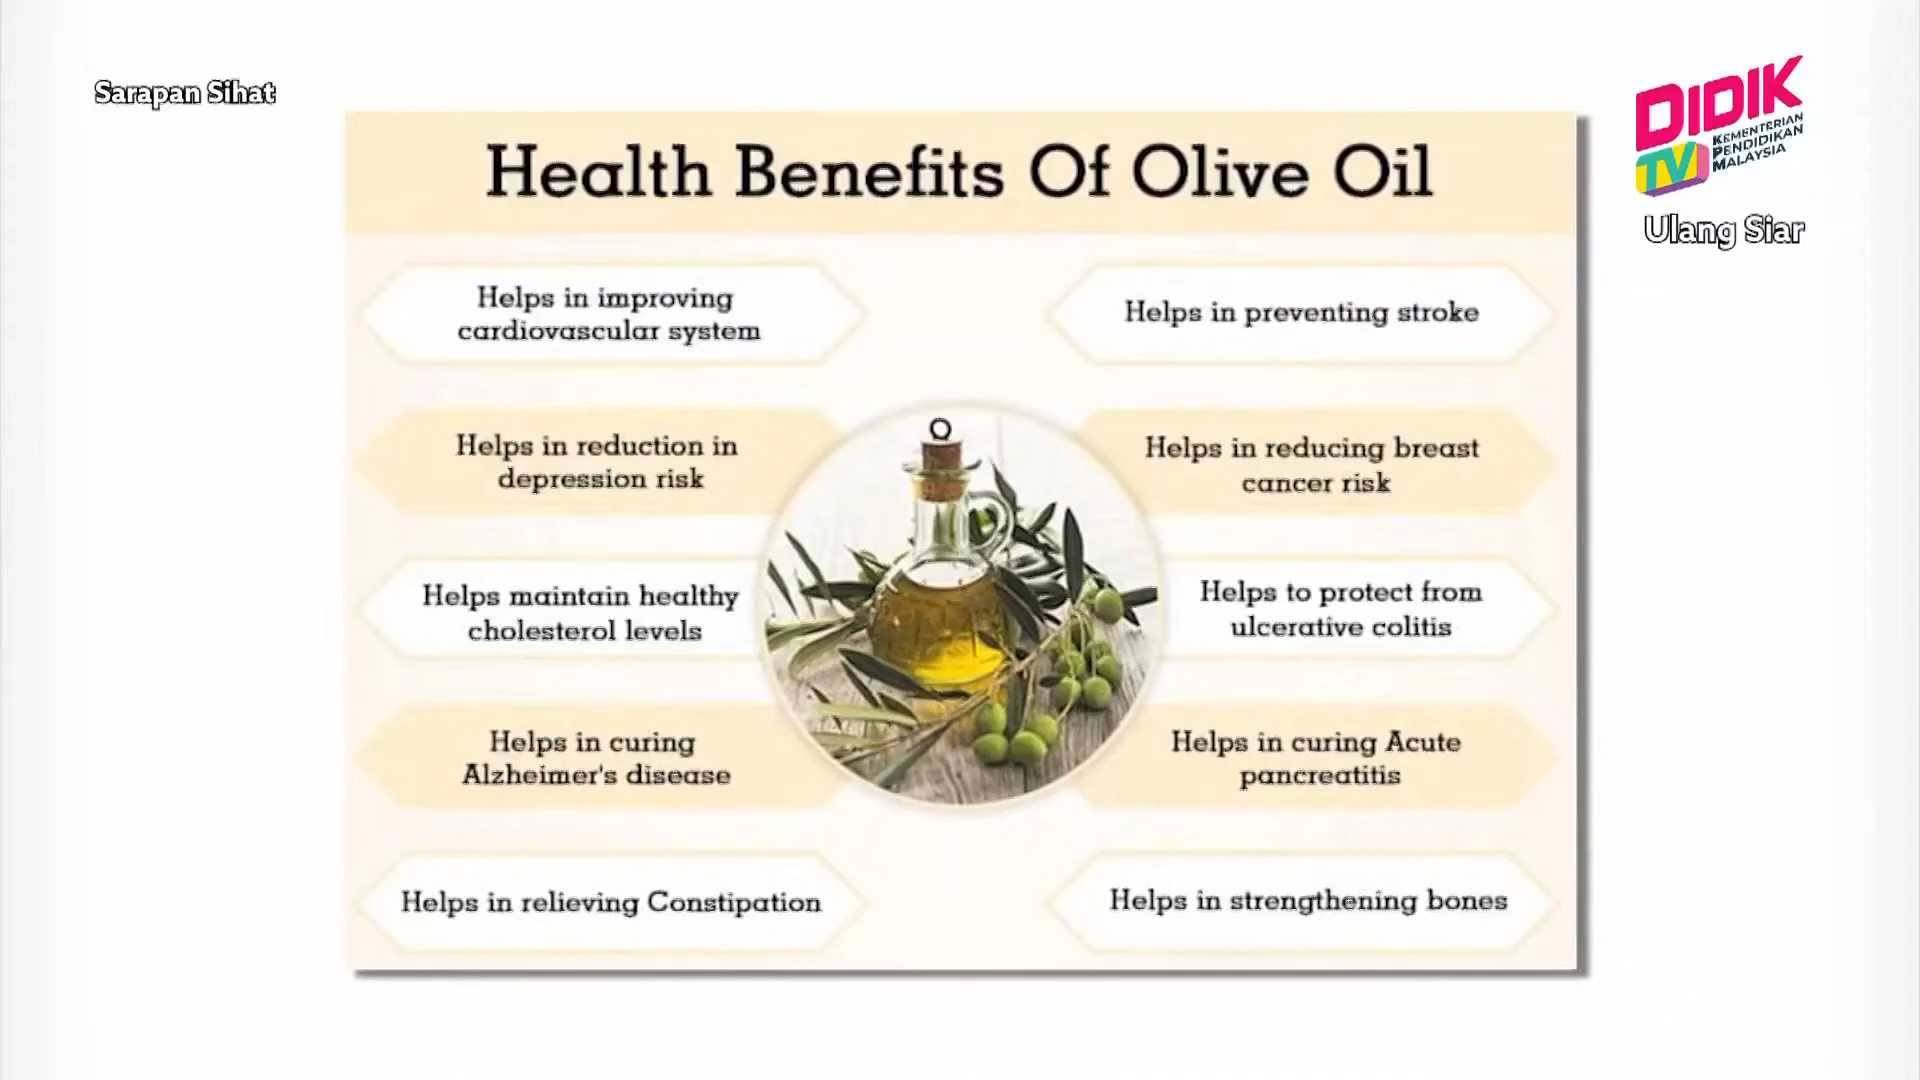 Sarapan Sihat
DIDIK
TV
KEMENTERIAN
PENDIDIKAN
MALAYSIA
Ulang Siar
Health Benefits Of Olive Oil
Helps in improving
cardiovascular system
Helps in preventing stroke
Helps in reduction in
depression risk
Helps in reducing breast
cancer risk
Helps maintain healthy
cholesterol levels
Helps to protect from
ulcerative colitis
Helps in curing
Alzheimer's disease
Helps in curing Acute
pancreatitis
Helps in relieving Constipation
Helps in strengthening bones